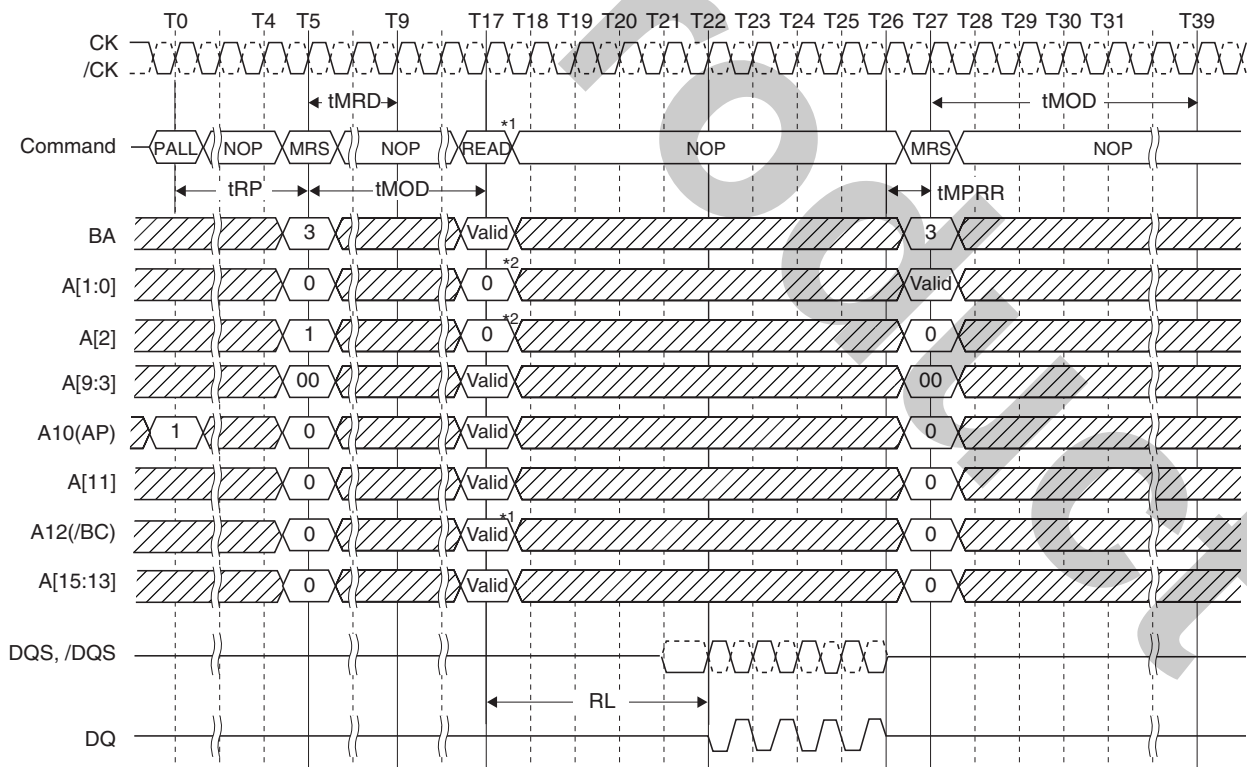 T0 T4 T5 T9 T17 T18 T19 T20 T21 T22 T23 T24 T25 T26 T27 T28 T29 T30 T31 T39
CK
/CK
tMRD tMOD
*1
Command PALL NOP MRS NOP READ NOP MRS NOP
tRP tMOD tMPRR
BA 3 Valid 3
*2
A[1:0] 0 0 Valid
*2
A[2] 1 0 0
A[9:3] 00 Valid 00
A10(AP) 1 0 Valid 0
A[11] 0 Valid 0
*1
A12(/BC) 0 Valid 0
A[15:13] 0 Valid 0
DQS, /DQS
RL
DQ
roduct